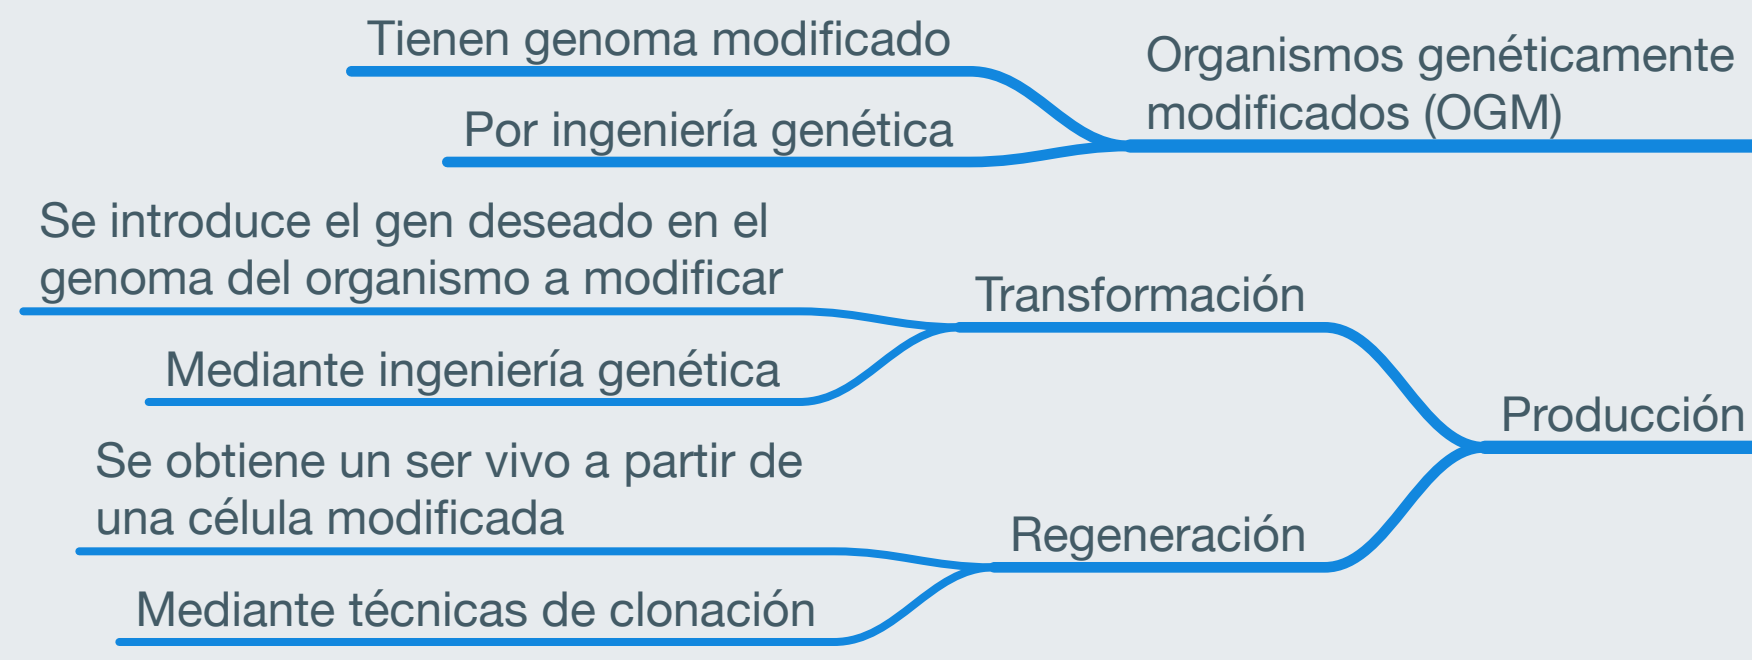 Tienen genoma modificado
Por ingeniería genética
Organismos genéticamente
modificados (OGM)
Se introduce el gen deseado en el
genoma del organismo a modificar
Mediante ingeniería genética
Transformación
Se obtiene un ser vivo a partir de
una célula modificada
Mediante técnicas de clonación
Regeneración
Producción